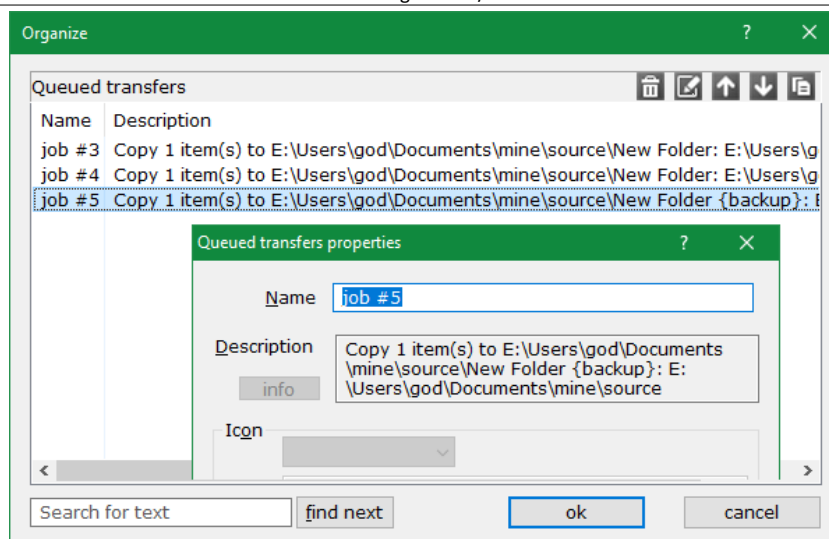 Organize
Queued transfers
Name Description
job #3 Copy 1 item(s) to E:\Users\god\Documents\mine\source\New Folder: E:\Users\g
job #4 Copy 1 item(s) to E:\Users\god\Documents\mine\source\New Folder: E:\Users\g
job #5 Copy 1 item(s) to E:\Users\god\Documents\mine\source\New Folder {backup}: E
Queued transfers properties
Name job #5
Description Copy 1 item(s) to E:\Users\god\Documents
\mine\source\New Folder {backup}: E:
info \Users\god\Documents\mine\source
Icon
Search for text find next ok cancel